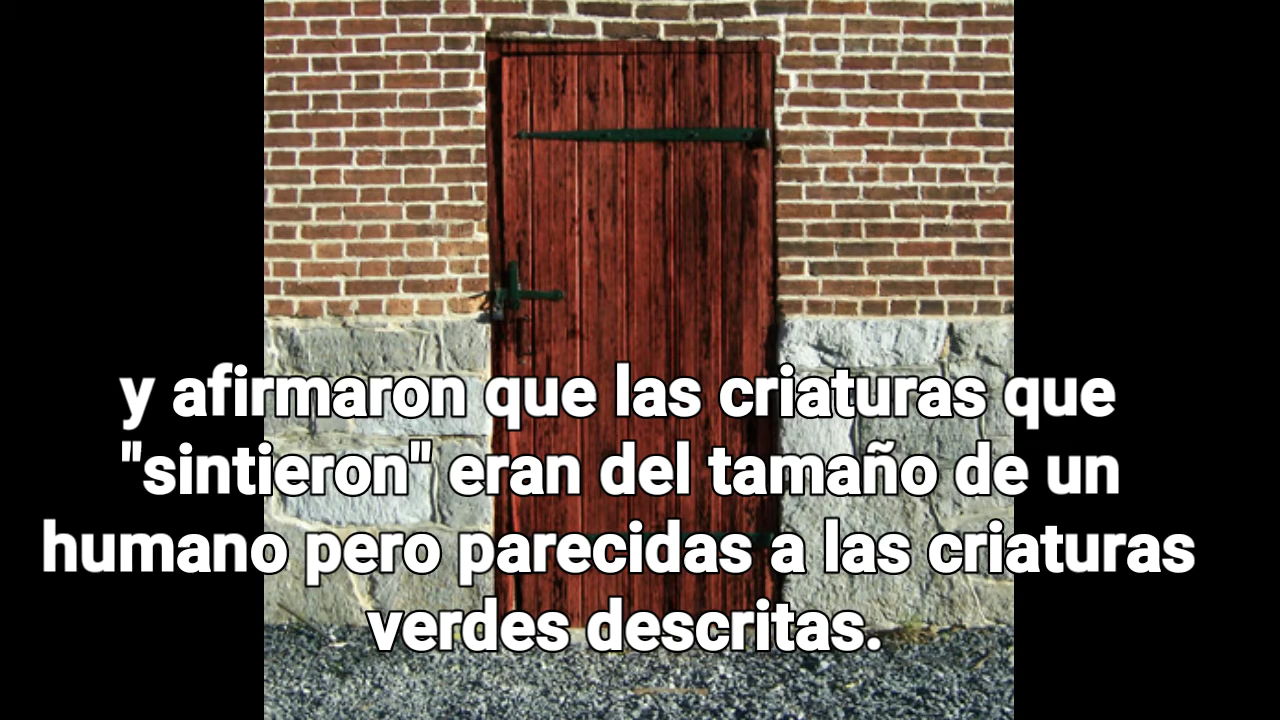 y afirmaron que las criaturas que
"sintieron" eran del tamaño de un
humano pero parecidas a las criaturas
verdes descritas.